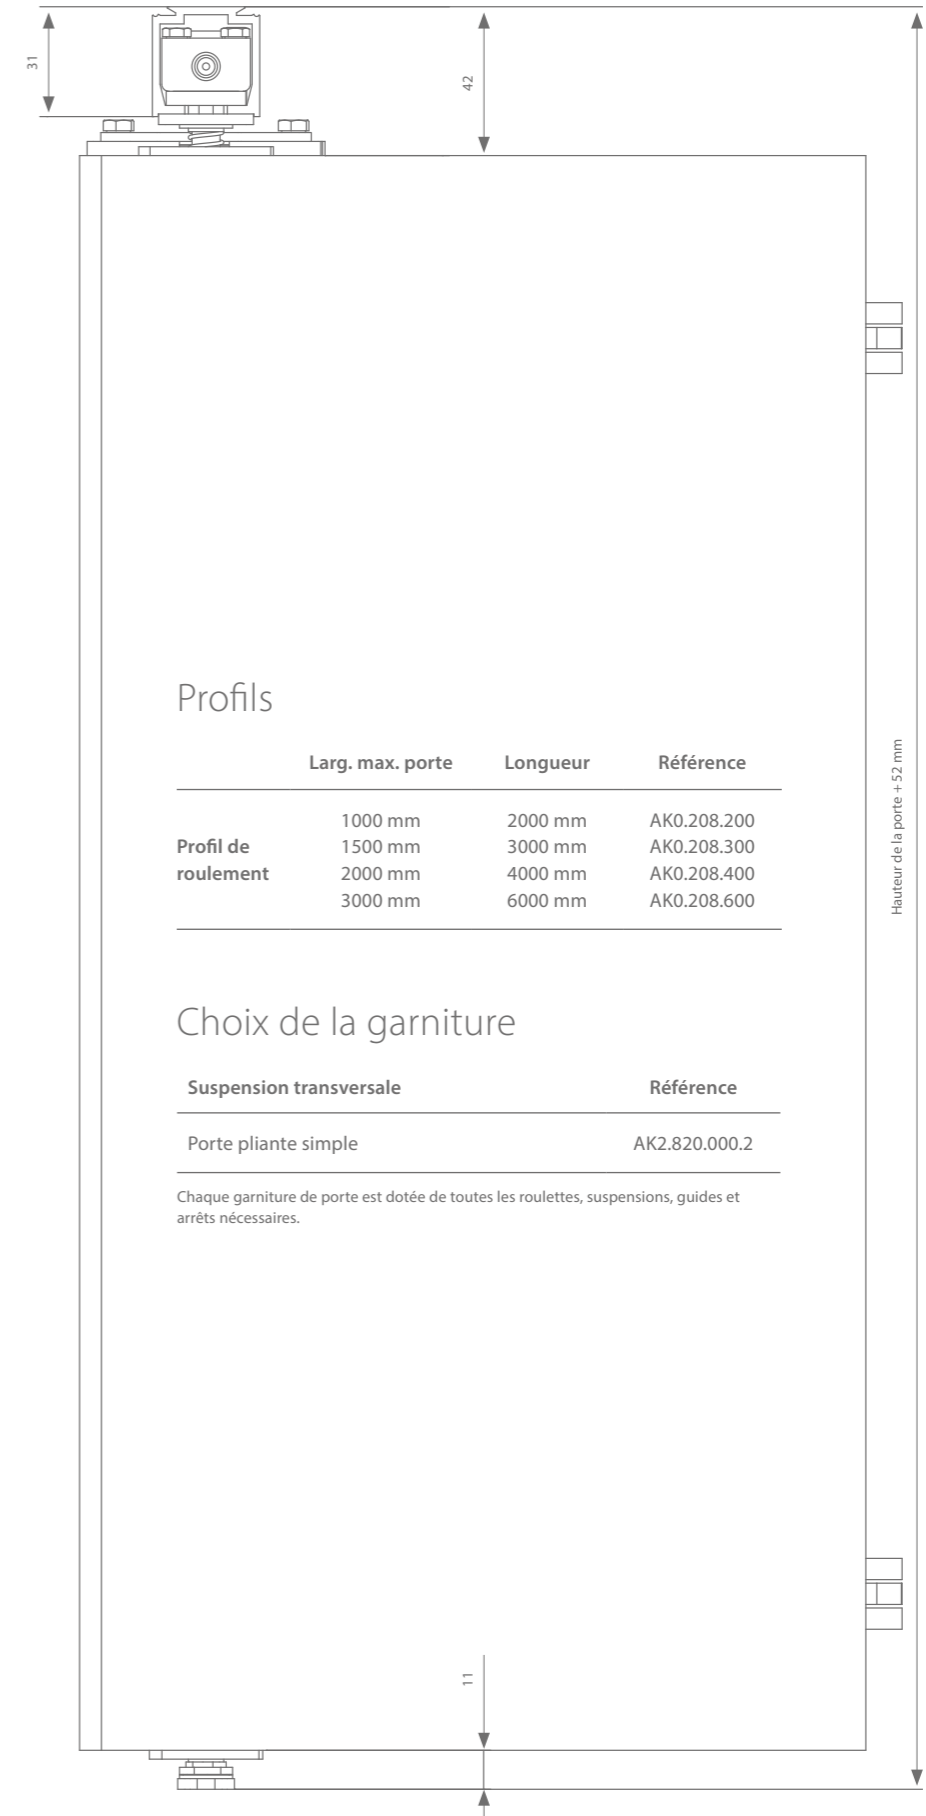 31
42
Profils
Larg. max. porte Longueur Référence
1000 mm 2000 mm AK0.208.200
Profil de 1500 mm 3000 mm AK0.208.300
roulement 2000 mm 4000 mm AK0.208.400
3000 mm 6000 mm AK0.208.600
Hauteur de la porte + 52 mm
Choix de la garniture
Suspension transversale Référence
Porte pliante simple AK2.820.000.2
Chaque garniture de porte est dotée de toutes les roulettes, suspensions, guides et
arrêts nécessaires.
11